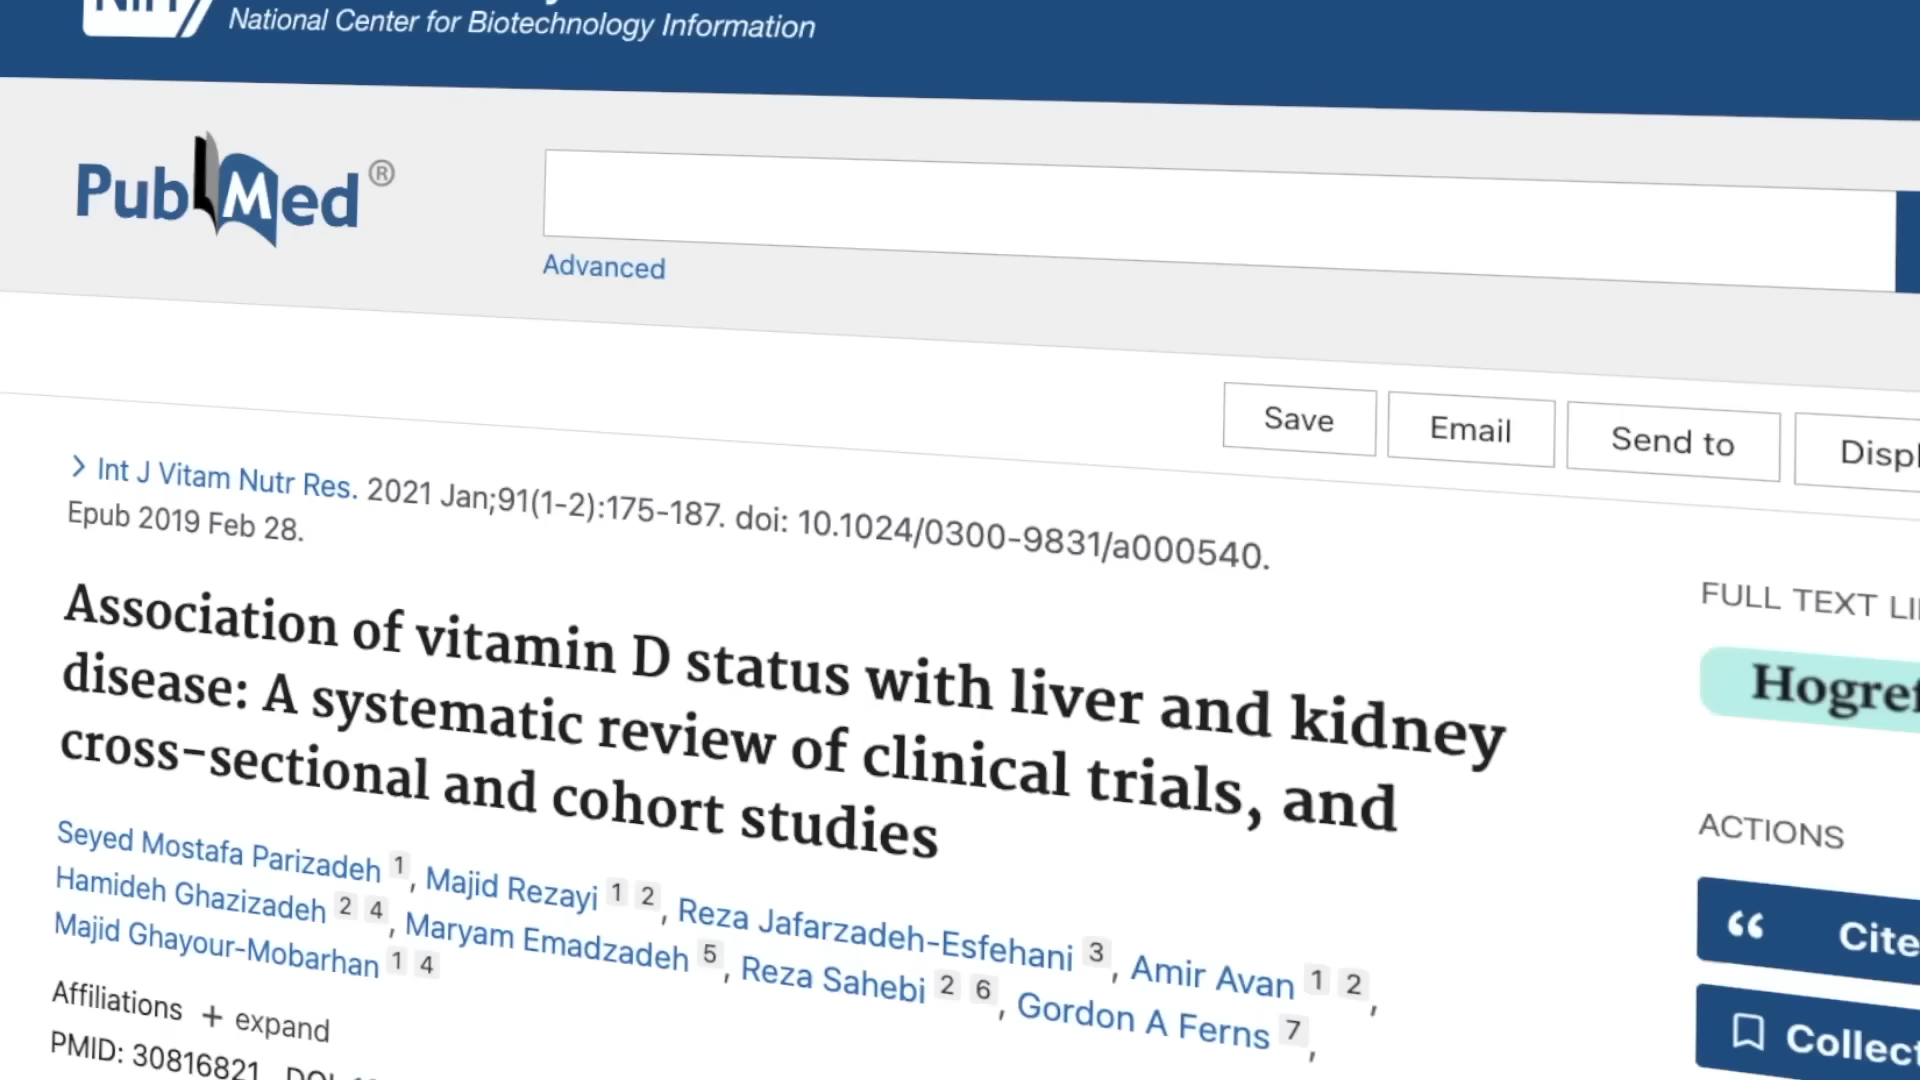 National Center for Biotechnology Information
PubMed®
Advanced
Save
Email
Send to
> Int J Vitam Nutr Res. 2021 Jan;91(1-2):175-187. doi: 10.1024/0300-9831/a000540.
Epub 2019 Feb 28.
Association of vitamin D status with liver and kidney
disease: A systematic review of clinical trials, and
cross-sectional and cohort studies
Seyed Mostafa Parizadeh 1, Majid Rezayi 1 2, Reza Jafarzadeh-Esfehani 3, Amir Avan 1 2,
Hamideh Ghazizadeh 2 4, Maryam Emadzadeh 5, Reza Sahebi 2 6, Gordon A Ferns 7,
Majid Ghayour-Mobarhan 1 4
Affiliations + expand
PMID: 30816821
FULL TEXT
ACTIONS
“ Cite